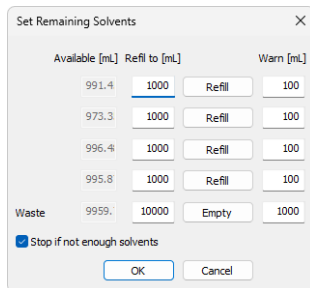 Set Remaining Solvents
Available [mL] Refil to [mL] Warn [mL]
991.4 1000 Refill 100
973.3 1000 Refill 100
996.4 1000 Refill 100
995.8 1000 Refill 100
Waste 9959. 10000 Empty 1000
Stop if not enough solvents
OK Cancel